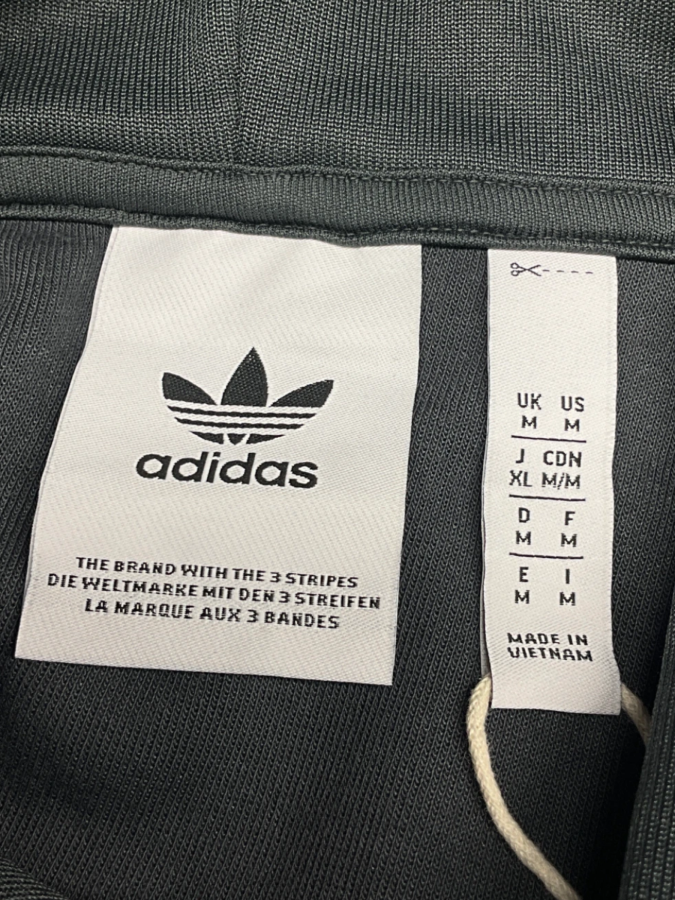 adidas
THE BRAND WITH THE 3 STRIPES
DIE WELTMARKE MIT DEN 3 STREIFEN
LA MARQUE AUX 3 BANDES
UK US
M M
J CDN
XL M/M
D F
M M
E I
M M
MADE IN
VIETNAM